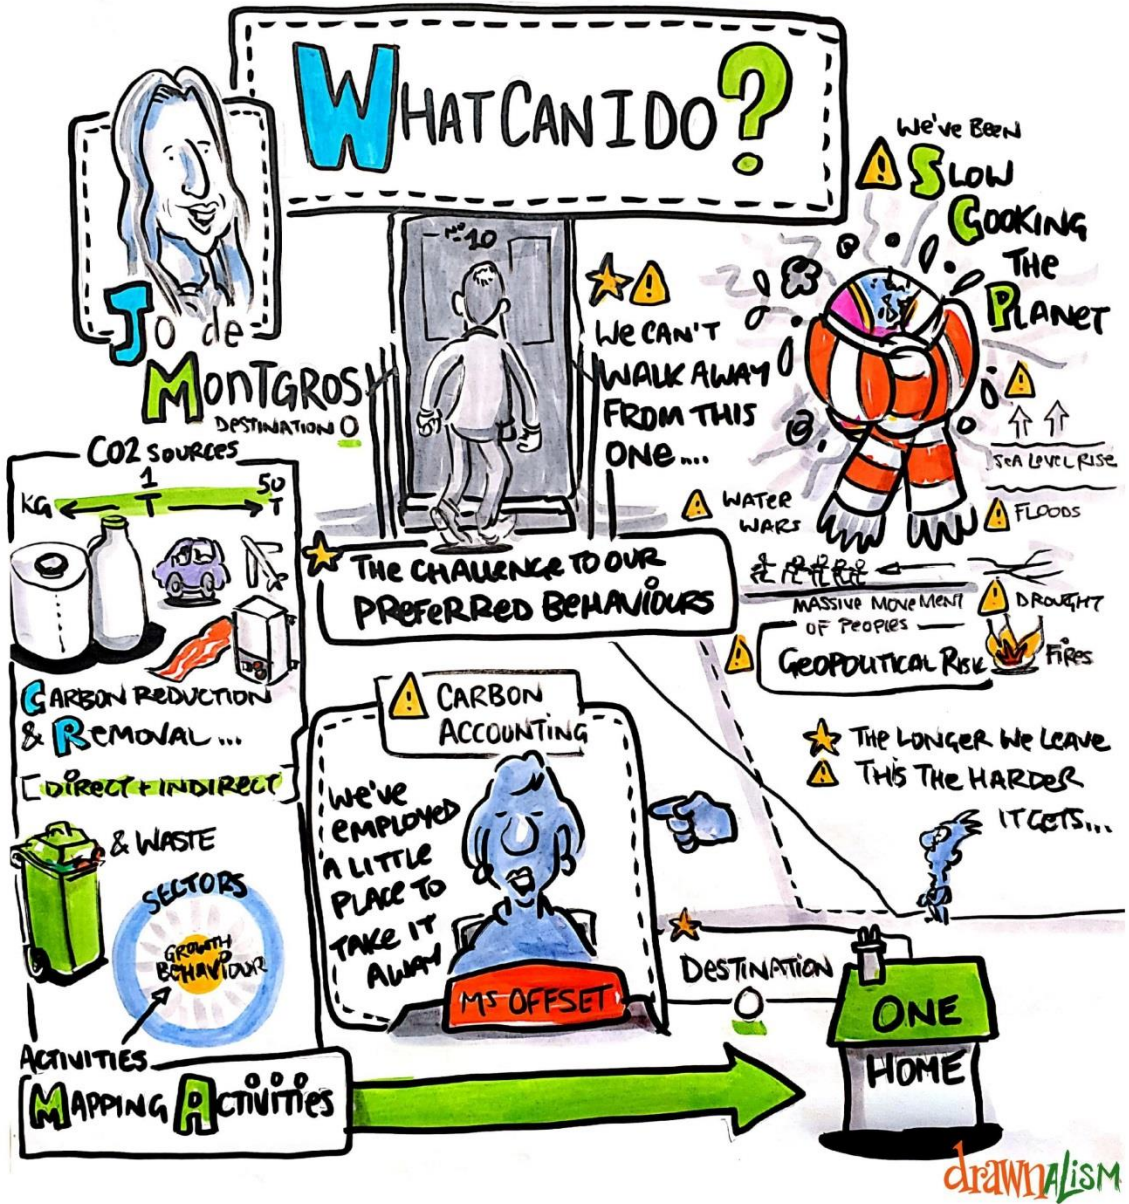 WHAT CAN I DO?
Jo de
MONTGROS
DESTINATION O
We've Been
SLOW
COOKING
THE
PLANET
10
We CAN'T
WALK AWAY
FROM THIS
ONE....
SEA LEVEL RISE
WATER
WARS
FLOODS
MASSIVE MOVEMENT
OF PEOPLES
DROUGHT
GEOPOLITICAL RISK
Fires
THE CHALLENGE TO OUR
PREFERRED BEHAVIOURS
CO2 SOURCES
KG
1
T
50
T
CARBON REDUCTION
& REMOVAL...
[DIRECT + INDIRECT]
& WASTE
SECTORS
GROWTH
BEHAVIOUR
ACTIVITIES
MAPPING ACTIVITIES
CARBON
ACCOUNTING
We've
EMPLOYED
A LITTLE
PLACE TO
TAKE IT
AWAY
MS OFFSET
THE LONGER WE LEAVE
THIS THE HARDER
IT GETS...
DESTINATION
O
ONE
HOME
drawnalism